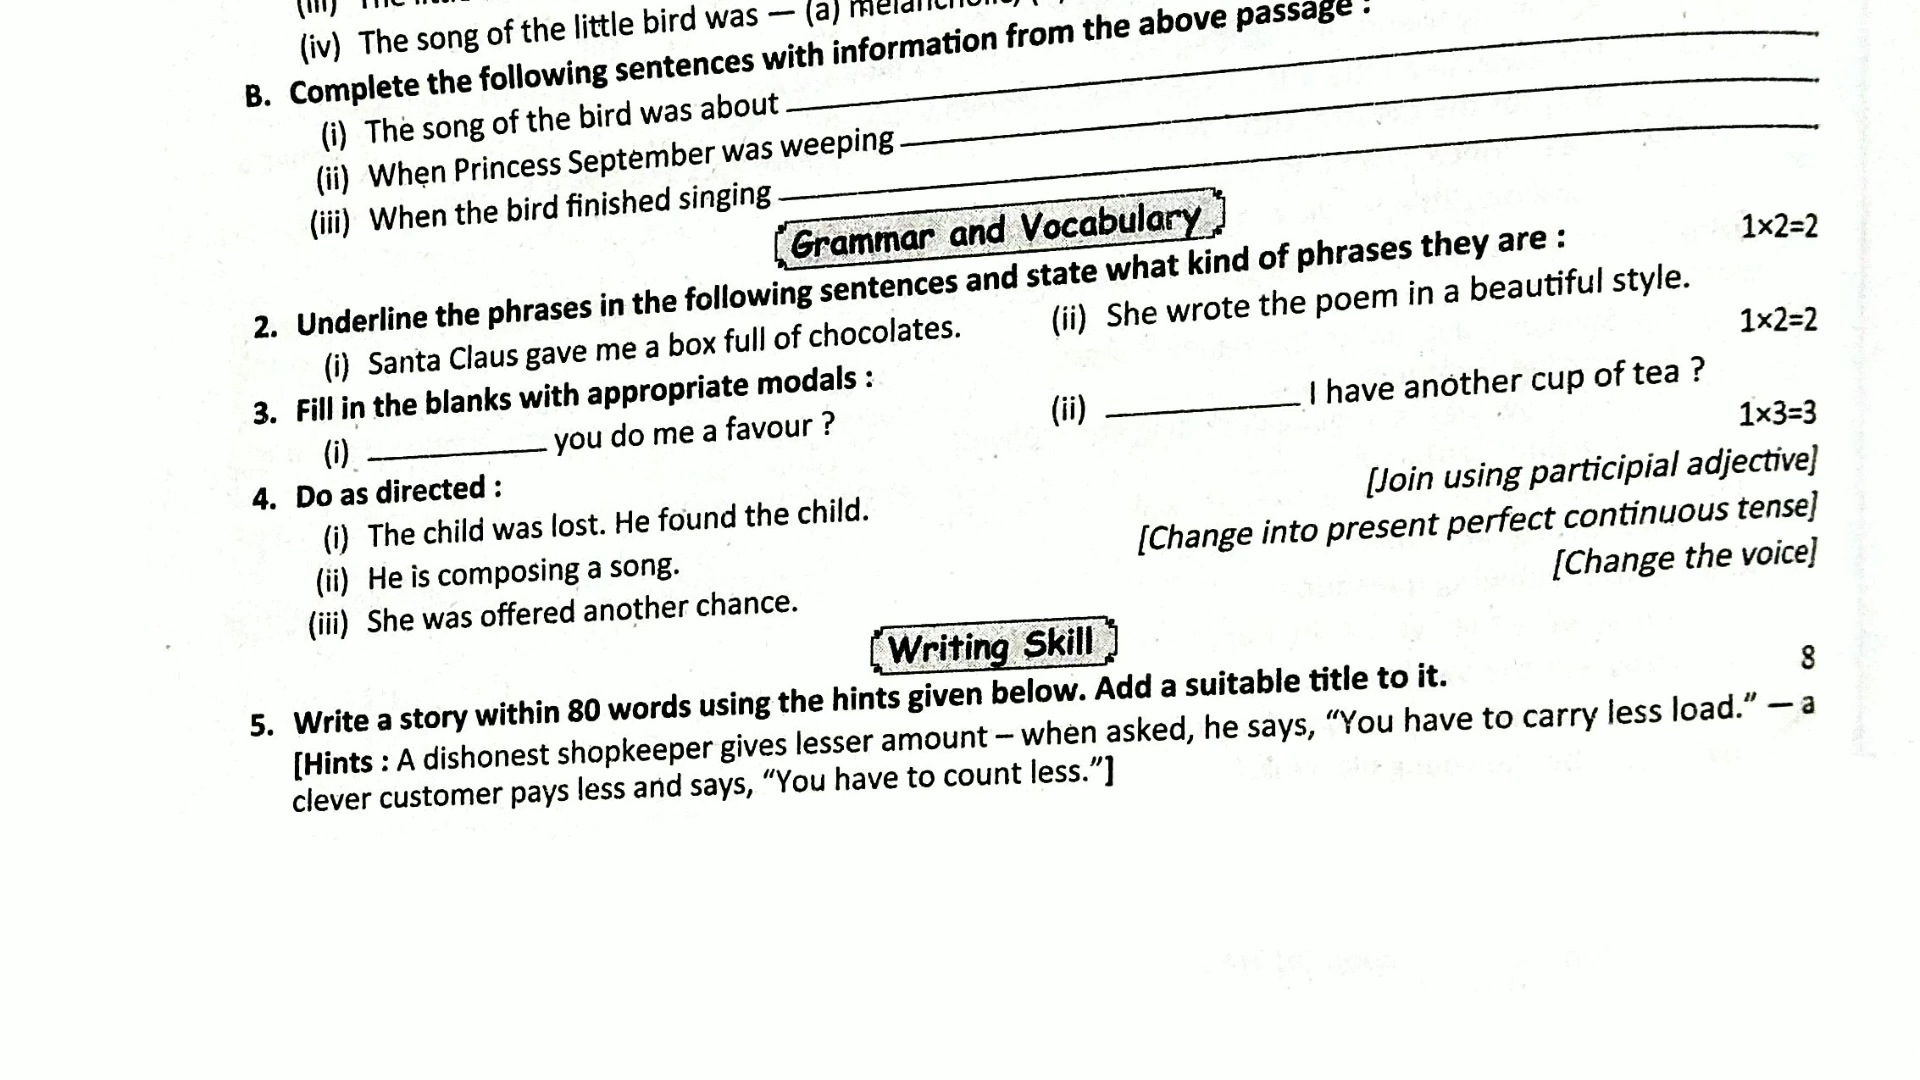 (iv) The song of the little bird was — (a)
B. Complete the following sentences with information from the above passage :
(i) The song of the bird was about
(ii) When Princess September was weeping
(iii) When the bird finished singing
Grammar and Vocabulary
2. Underline the phrases in the following sentences and state what kind of phrases they are : 1×2=2
(i) Santa Claus gave me a box full of chocolates. (ii) She wrote the poem in a beautiful style.
3. Fill in the blanks with appropriate modals : 1×2=2
(i) __________ you do me a favour ? (ii) __________ I have another cup of tea ?
4. Do as directed : 1×3=3
(i) The child was lost. He found the child. [Join using participial adjective]
(ii) He is composing a song. [Change into present perfect continuous tense]
(iii) She was offered another chance. [Change the voice]
Writing Skill
5. Write a story within 80 words using the hints given below. Add a suitable title to it. 8
[Hints : A dishonest shopkeeper gives lesser amount – when asked, he says, “You have to carry less load.” — a
clever customer pays less and says, “You have to count less.”]